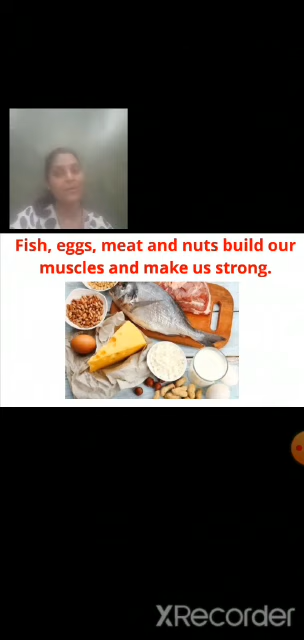 Fish, eggs, meat and nuts build our
muscles and make us strong.
XRecorder